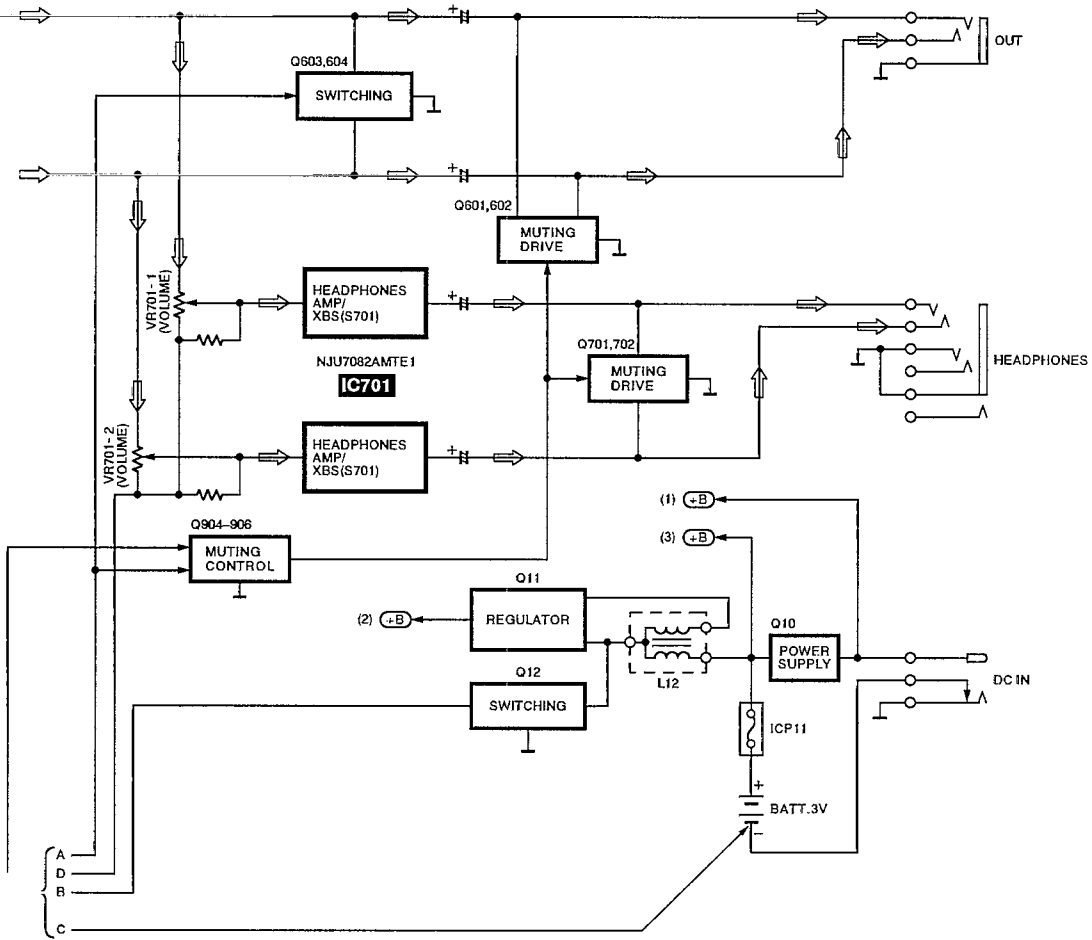 +
OUT
Q603,604
SWITCHING
+
Q601,602
MUTING
DRIVE
VR701-1
(VOLUME)
HEADPHONES
AMP/
XBS(S701)
+
NJU7082AMTE1
IC701
Q701,702
MUTING
DRIVE
HEADPHONES
VR701-2
(VOLUME)
HEADPHONES
AMP/
XBS(S701)
+
(1) +B
(3) +B
Q904–906
MUTING
CONTROL
Q11
REGULATOR
(2) +B
Q10
POWER
SUPPLY
L12
DC IN
Q12
SWITCHING
ICP11
+
BATT.3V
–
A
D
B
C